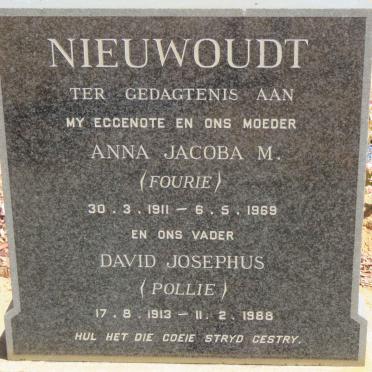 NIEUWOUDT
TER GEDAGTENIS AAN
MY EGGENOTE EN ONS MOEDER
ANNA JACOBA M.
(FOURIE)
30 . 3 . 1911 – 6 . 5 . 1969
EN ONS VADER
DAVID JOSEPHUS
(POLLIE)
17 . 8 . 1913 – 11 . 2 . 1988
HUL HET DIE GOEIE STRYD GESTRY.